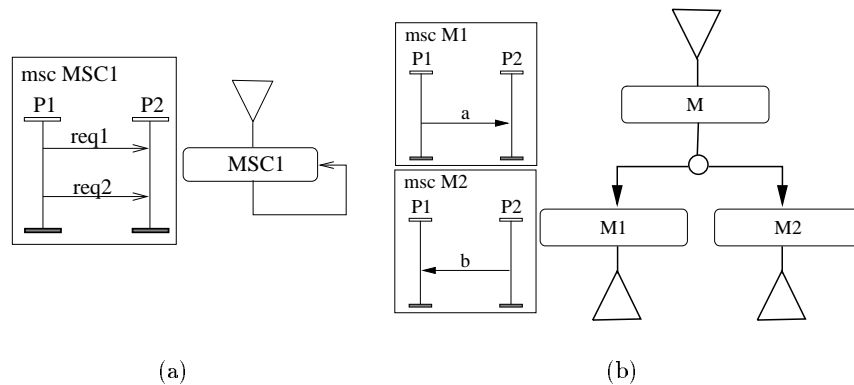 msc MSC1
P1 P2
req1
req2
MSC1
(a)
msc M1
P1 P2
a
msc M2
P1 P2
b
M
M1 M2
(b)